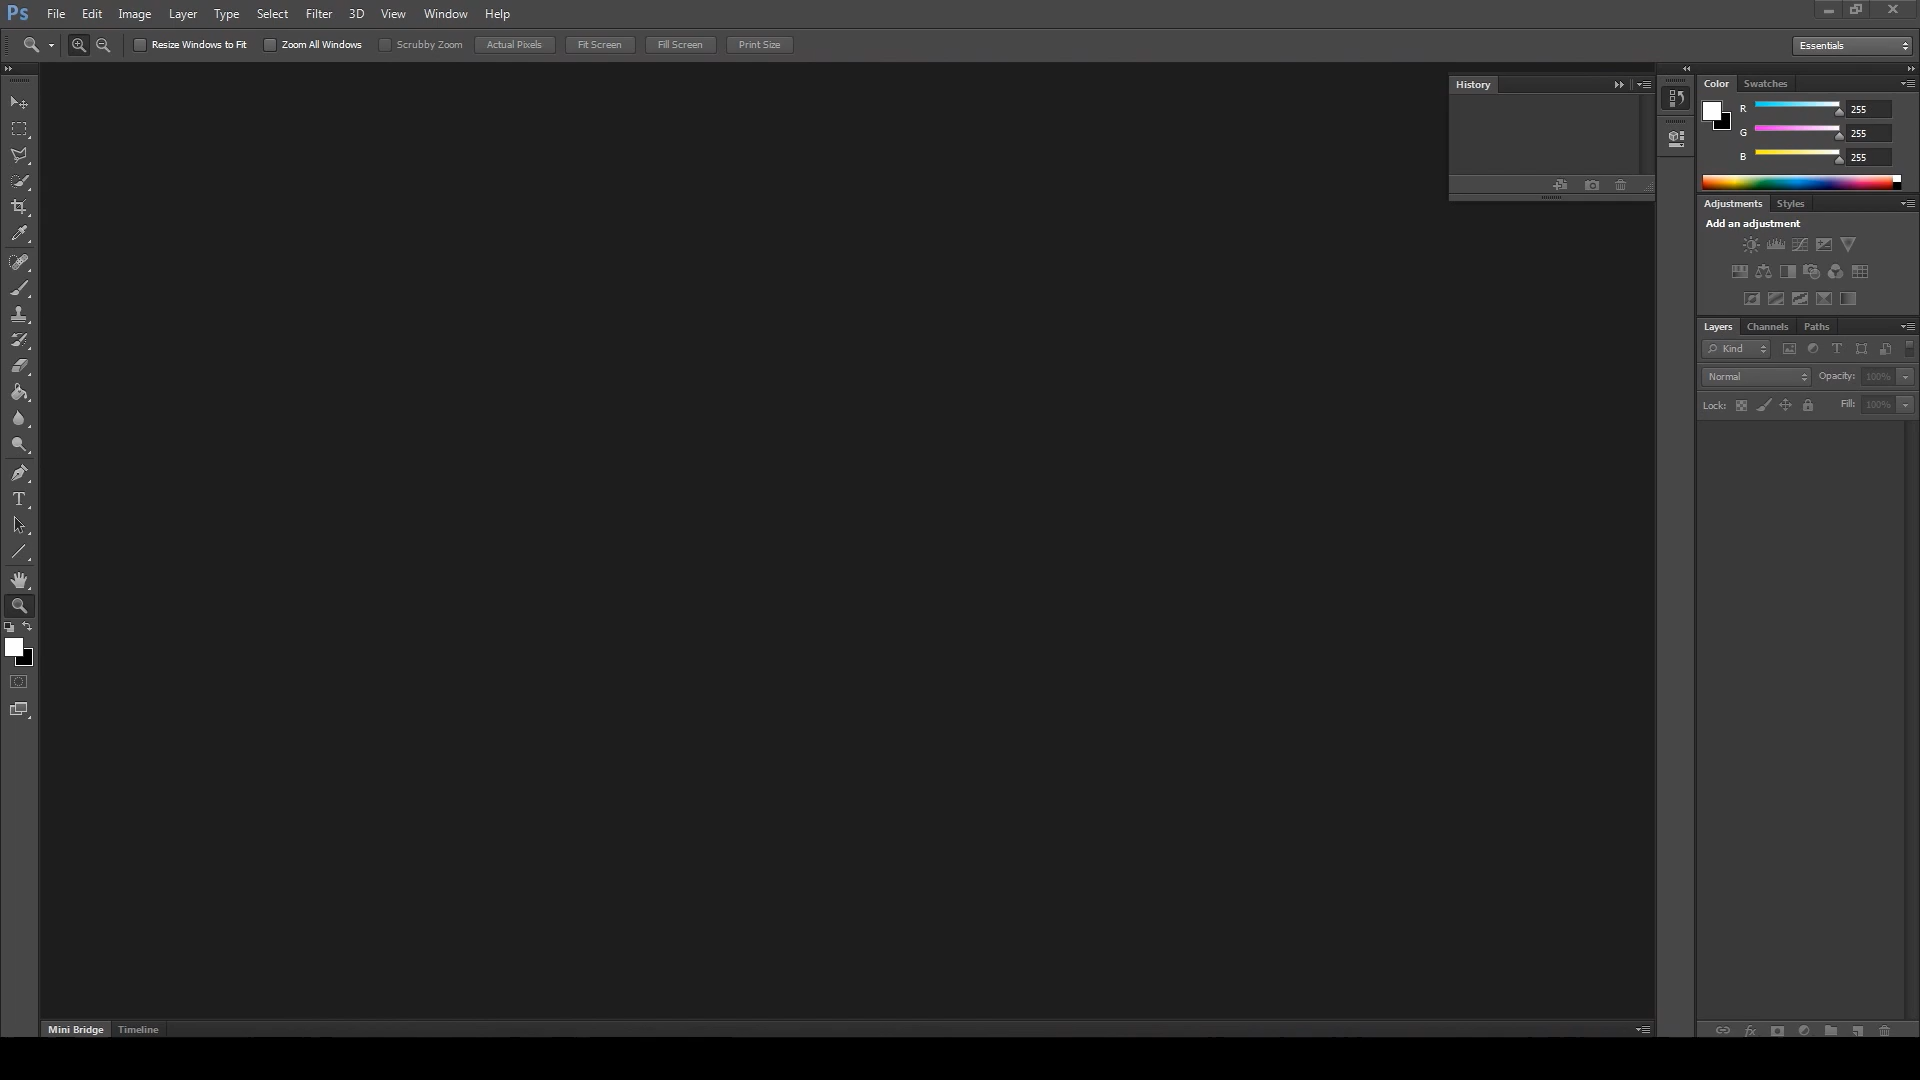 Ps File Edit Image Layer Type Select Filter 3D View Window Help
Resize Windows to Fit Zoom All Windows Scrubby Zoom Actual Pixels Fit Screen Fill Screen Print Size Essentials
History
Color Swatches
R 255
G 255
B 255
Adjustments Styles
Add an adjustment
Layers Channels Paths
Kind
Normal Opacity: 100%
Lock: Fill: 100%
T
fx
Mini Bridge Timeline